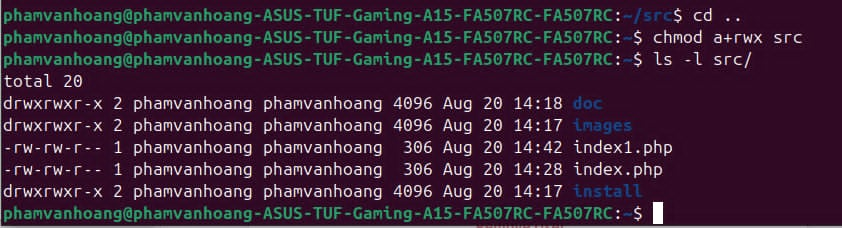 phamvanhoang@phamvanhoang-ASUS-TUF-Gaming-A15-FA507RC-FA507RC:~/src$ cd ..
phamvanhoang@phamvanhoang-ASUS-TUF-Gaming-A15-FA507RC-FA507RC:~$ chmod a+rwx src
phamvanhoang@phamvanhoang-ASUS-TUF-Gaming-A15-FA507RC-FA507RC:~$ ls -l src/
total 20
drwxrwxr-x 2 phamvanhoang phamvanhoang 4096 Aug 20 14:18 doc
drwxrwxr-x 2 phamvanhoang phamvanhoang 4096 Aug 20 14:17 images
-rw-rw-r-- 1 phamvanhoang phamvanhoang  306 Aug 20 14:42 index1.php
-rw-rw-r-- 1 phamvanhoang phamvanhoang  306 Aug 20 14:28 index.php
drwxrwxr-x 2 phamvanhoang phamvanhoang 4096 Aug 20 14:17 install
phamvanhoang@phamvanhoang-ASUS-TUF-Gaming-A15-FA507RC-FA507RC:~$